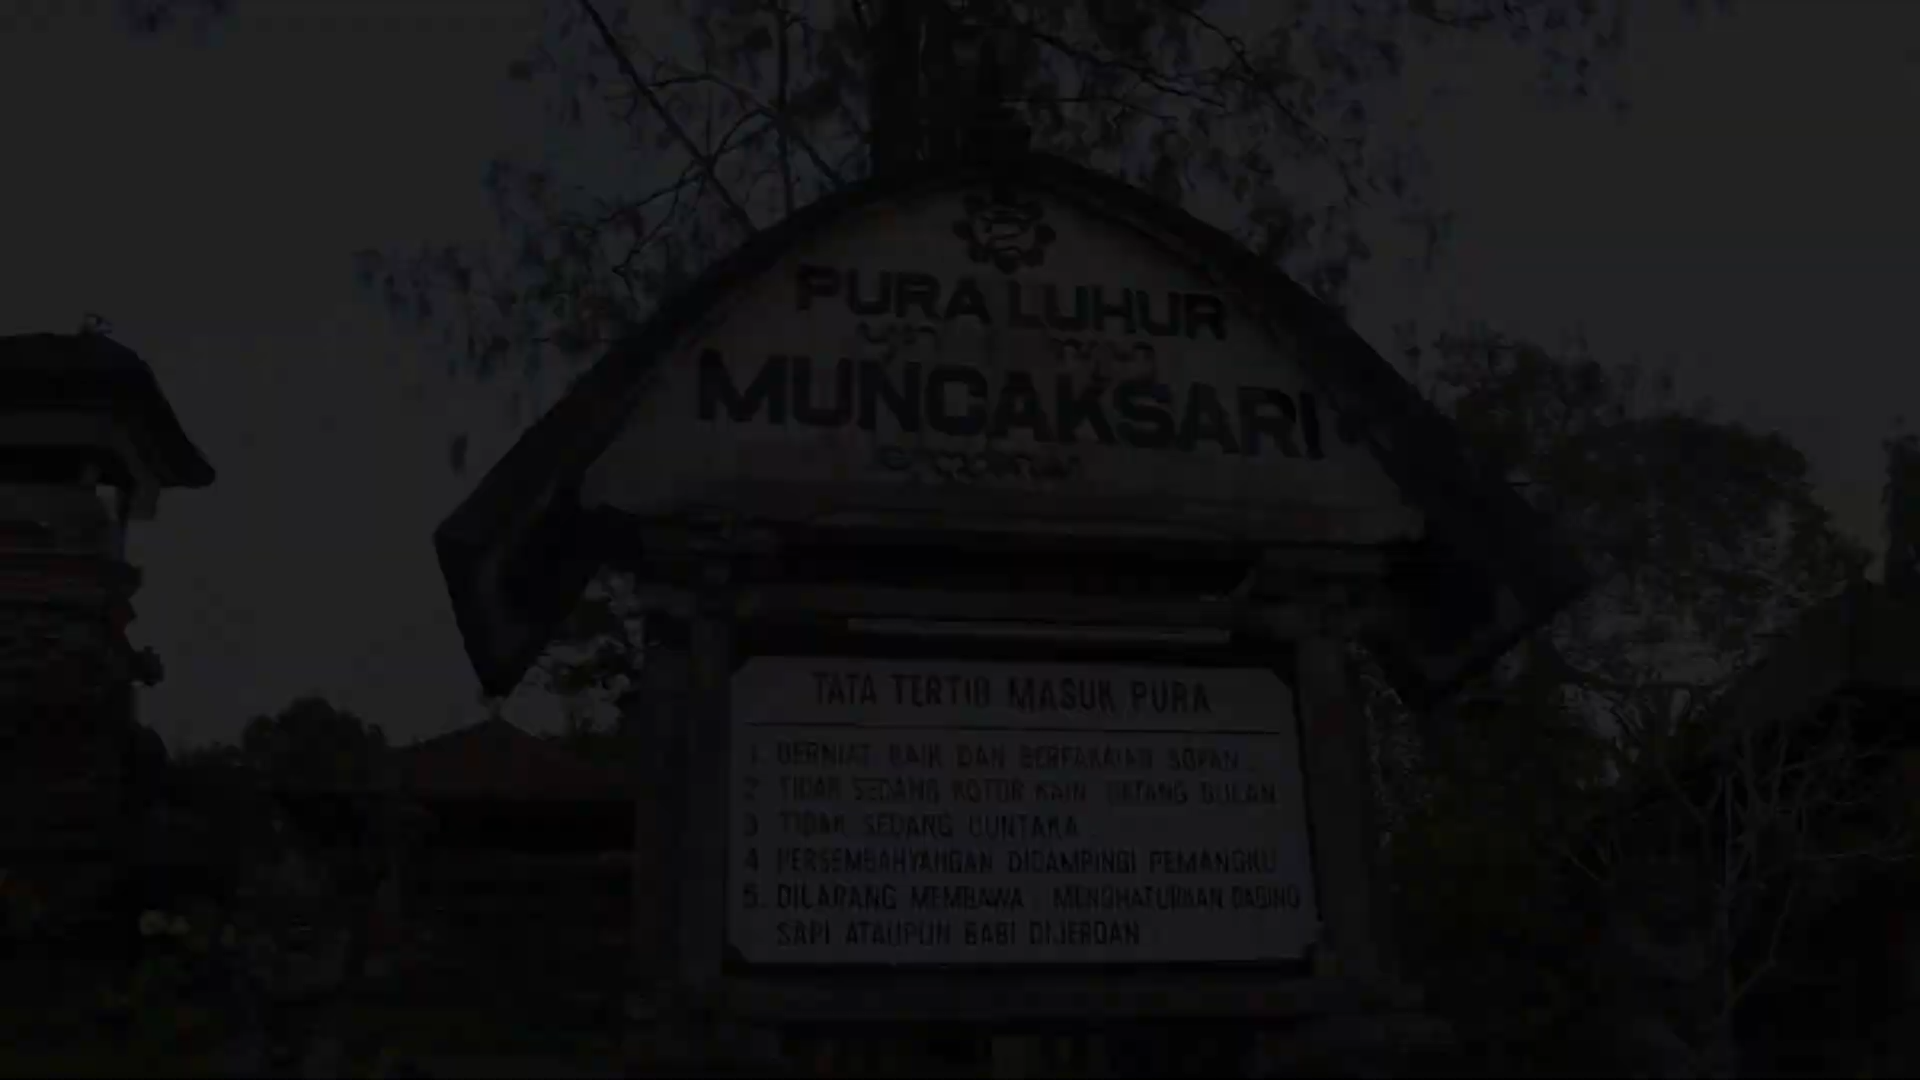 PURA LUHUR
MUNCAKSARI
TATA TERTIB MASUK PURA
1. BERNIAT BAIK DAN BERPAKAIAN SOPAN
2. TIDAK SEDANG KOTOR KAIN DATANG BULAN
3. TIDAK SEDANG CUNTAKA
4. PERSEMBAHYANGAN DIDAMPINGI PEMANGKU
5. DILARANG MEMBAWA / MENGHATURKAN DAGING
SAPI ATAUPUN BABI DIJEROAN